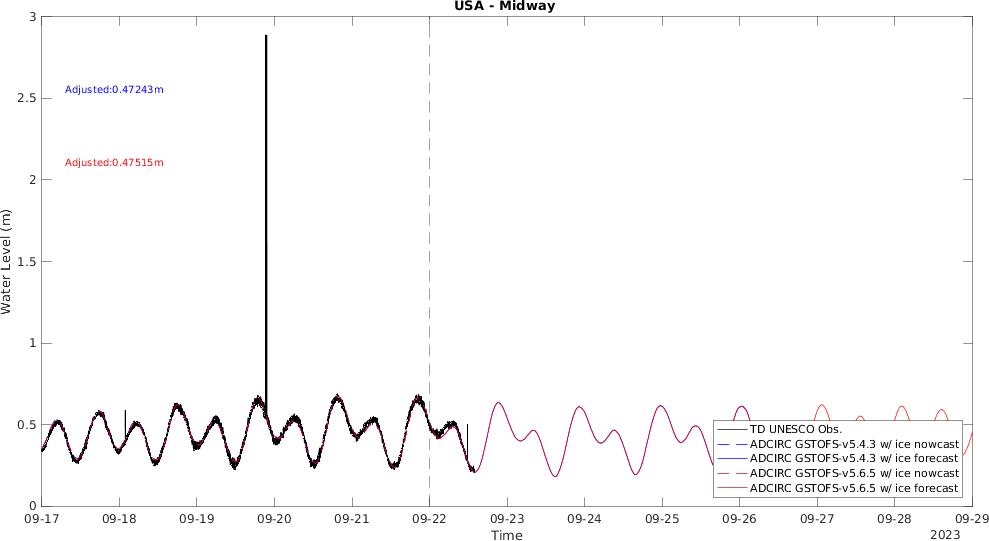 USA - Midway
3
2.5
2
1.5
1
0.5
0
Water Level (m)
Adjusted:0.47243m
Adjusted:0.47515m
TD UNESCO Obs.
ADCIRC GSTOFS-v5.4.3 w/ ice nowcast
ADCIRC GSTOFS-v5.4.3 w/ ice forecast
ADCIRC GSTOFS-v5.6.5 w/ ice nowcast
ADCIRC GSTOFS-v5.6.5 w/ ice forecast
09-17 09-18 09-19 09-20 09-21 09-22 09-23 09-24 09-25 09-26 09-27 09-28 09-29
Time
2023